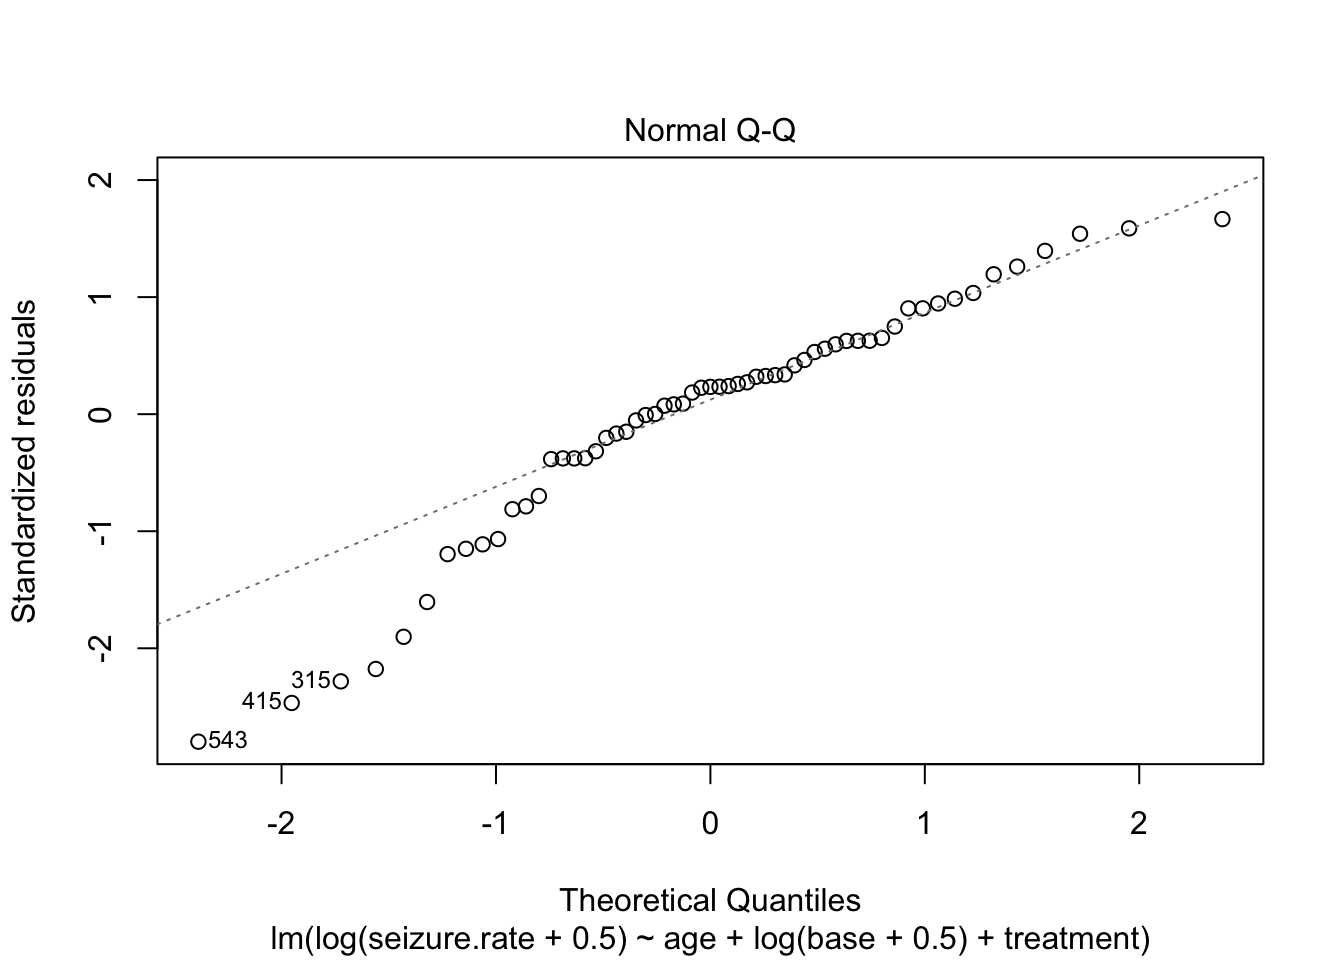 Normal Q-Q
Standardized residuals
2
1
0
-1
-2
315
415
543
-2 -1 0 1 2
Theoretical Quantiles
lm(log(seizure.rate + 0.5) ~ age + log(base + 0.5) + treatment)